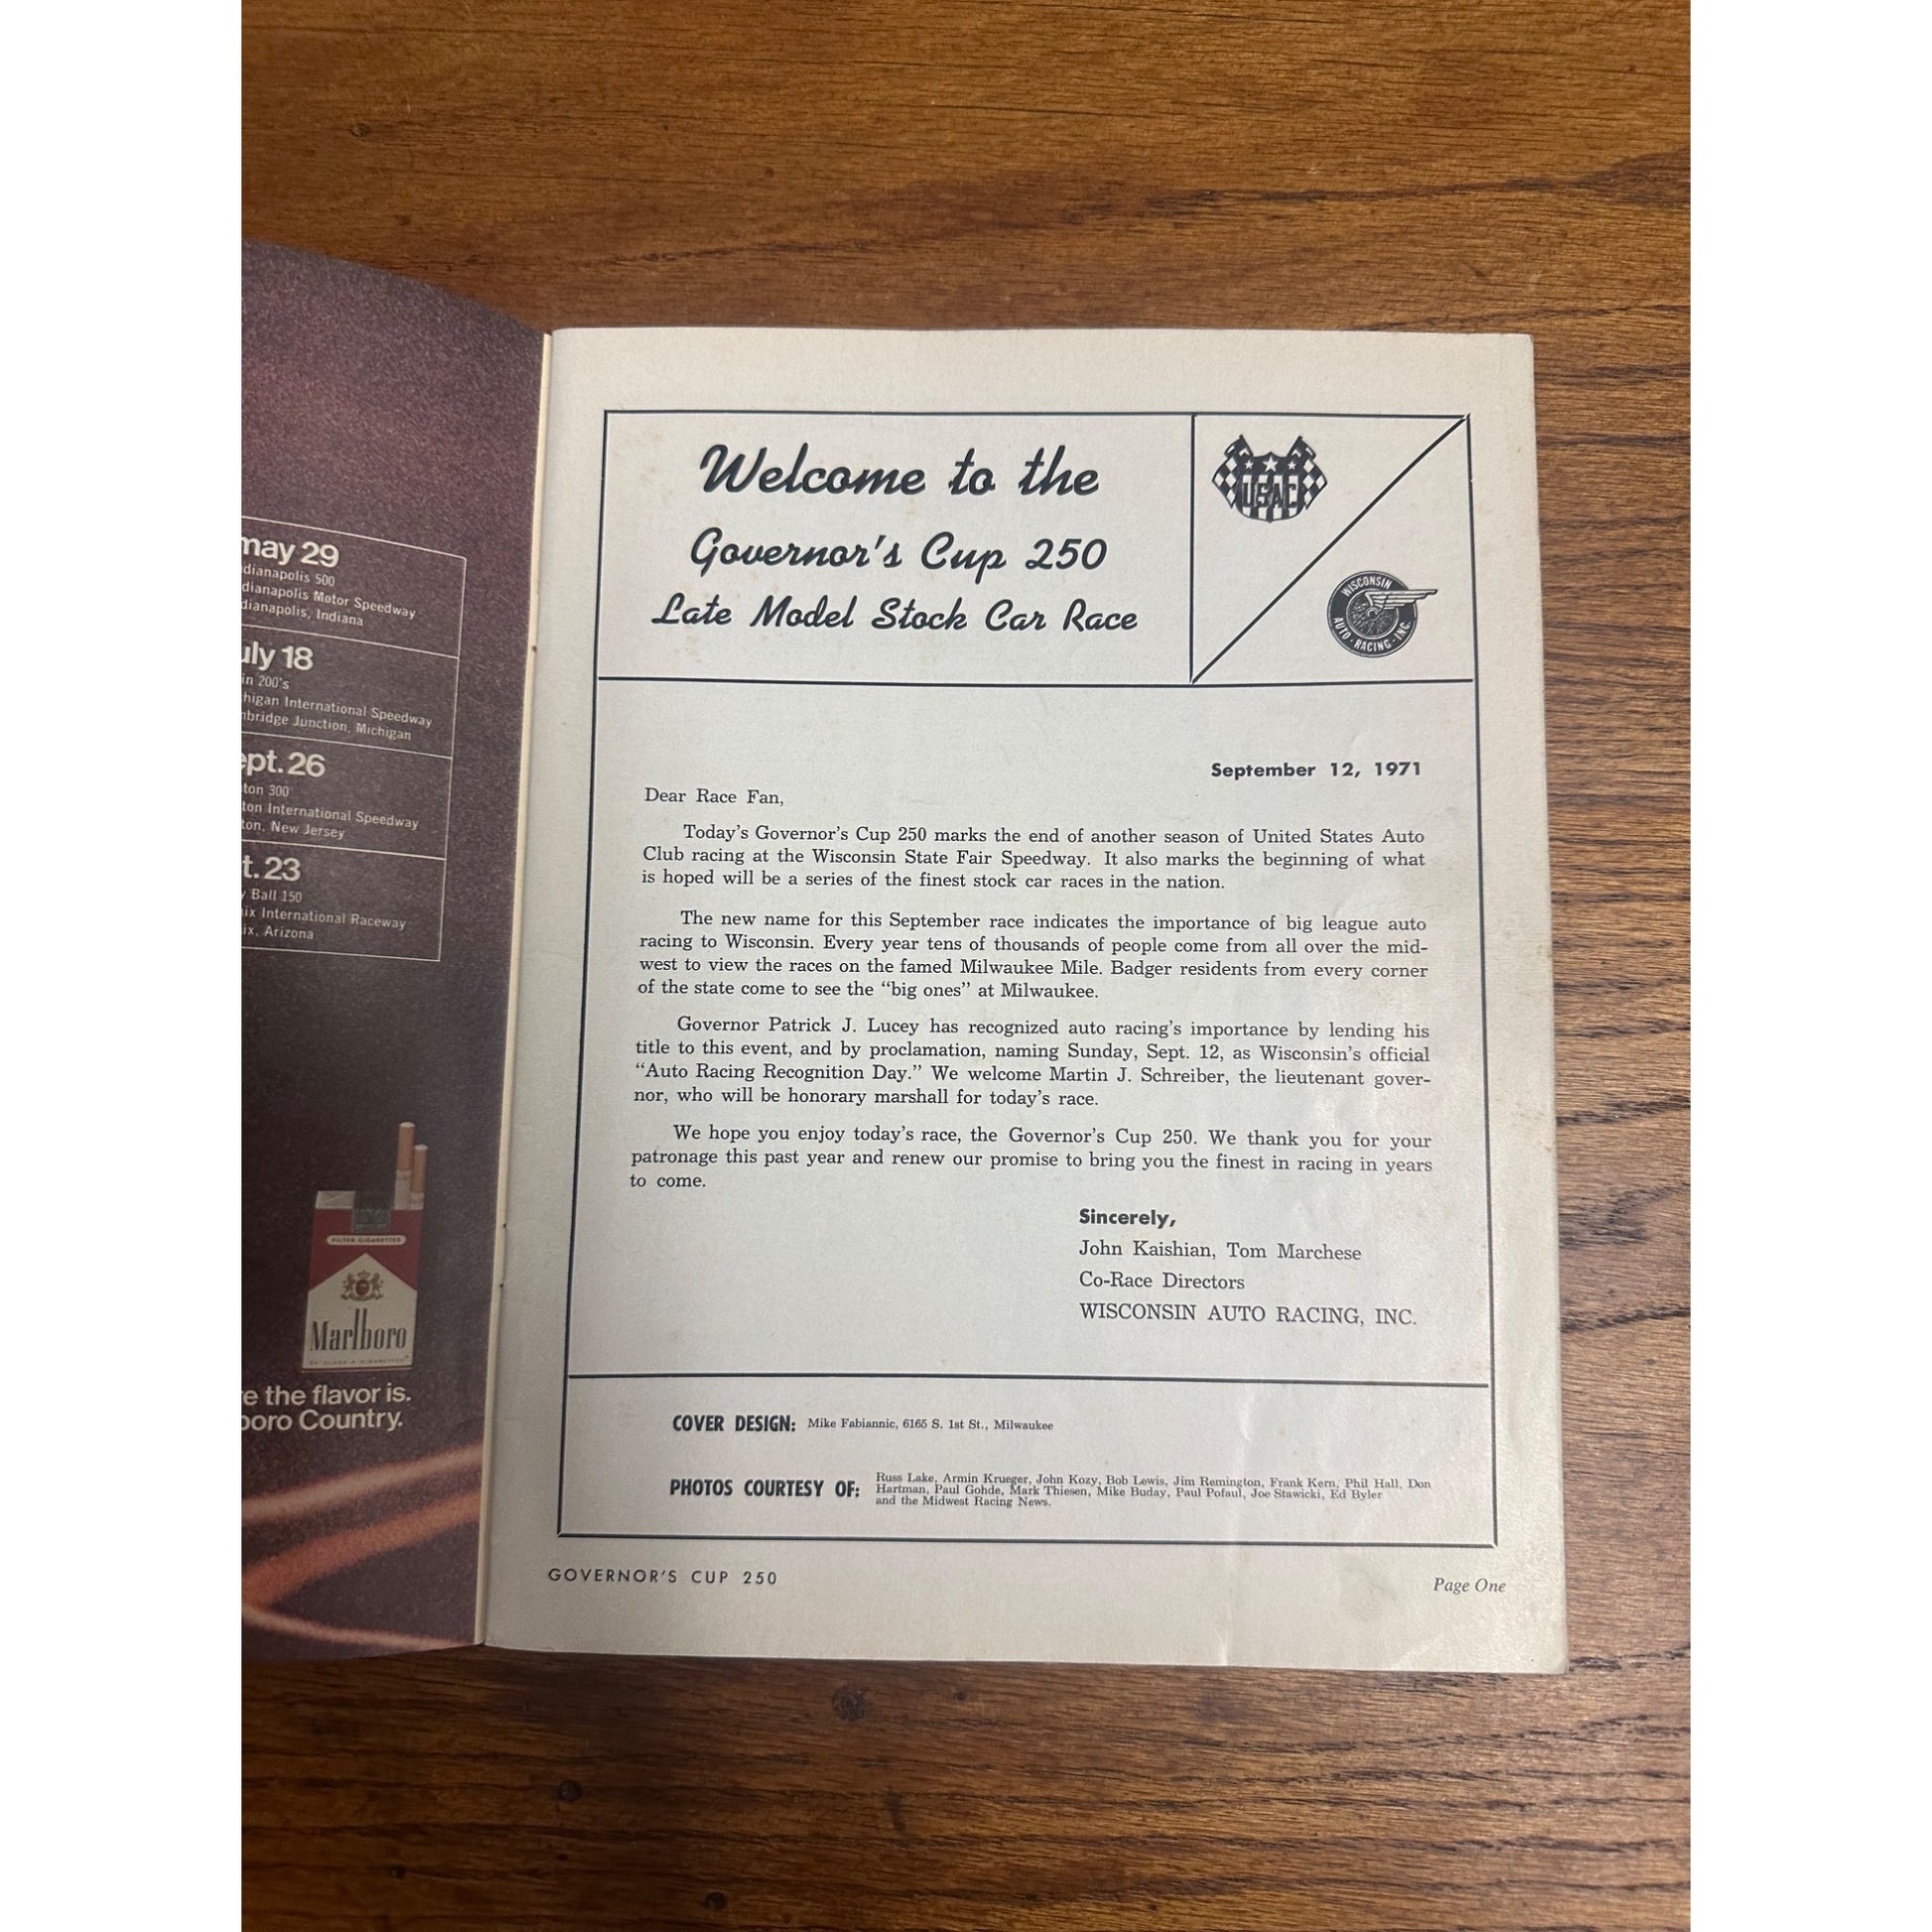 may 29
dianapolis 500
dianapolis Motor Speedway
dianapolis, Indiana
uly 18
in 200's
higan International Speedway
nbridge Junction, Michigan
ept. 26
ton 300
ton International Speedway
ton, New Jersey
t. 23
y Ball 150
ix International Raceway
ix, Arizona
FILTER CIGARETTES
Marlboro
e the flavor is.
boro Country.
Welcome to the
Governor's Cup 250
Late Model Stock Car Race
USAC
WISCONSIN
AUTO - RACING - INC.
September 12, 1971
Dear Race Fan,
Today's Governor's Cup 250 marks the end of another season of United States Auto
Club racing at the Wisconsin State Fair Speedway. It also marks the beginning of what
is hoped will be a series of the finest stock car races in the nation.
The new name for this September race indicates the importance of big league auto
racing to Wisconsin. Every year tens of thousands of people come from all over the mid-
west to view the races on the famed Milwaukee Mile. Badger residents from every corner
of the state come to see the “big ones” at Milwaukee.
Governor Patrick J. Lucey has recognized auto racing's importance by lending his
title to this event, and by proclamation, naming Sunday, Sept. 12, as Wisconsin's official
“Auto Racing Recognition Day.” We welcome Martin J. Schreiber, the lieutenant gover-
nor, who will be honorary marshall for today's race.
We hope you enjoy today's race, the Governor's Cup 250. We thank you for your
patronage this past year and renew our promise to bring you the finest in racing in years
to come.
Sincerely,
John Kaishian, Tom Marchese
Co-Race Directors
WISCONSIN AUTO RACING, INC.
COVER DESIGN: Mike Fabiannic, 6165 S. 1st St., Milwaukee
PHOTOS COURTESY OF: Russ Lake, Armin Krueger, John Kozy, Bob Lewis, Jim Remington, Frank Kern, Phil Hall, Don
Hartman, Paul Gohde, Mark Thiesen, Mike Buday, Paul Pofaul, Joe Stawicki, Ed Byler
and the Midwest Racing News.
GOVERNOR'S CUP 250
Page One